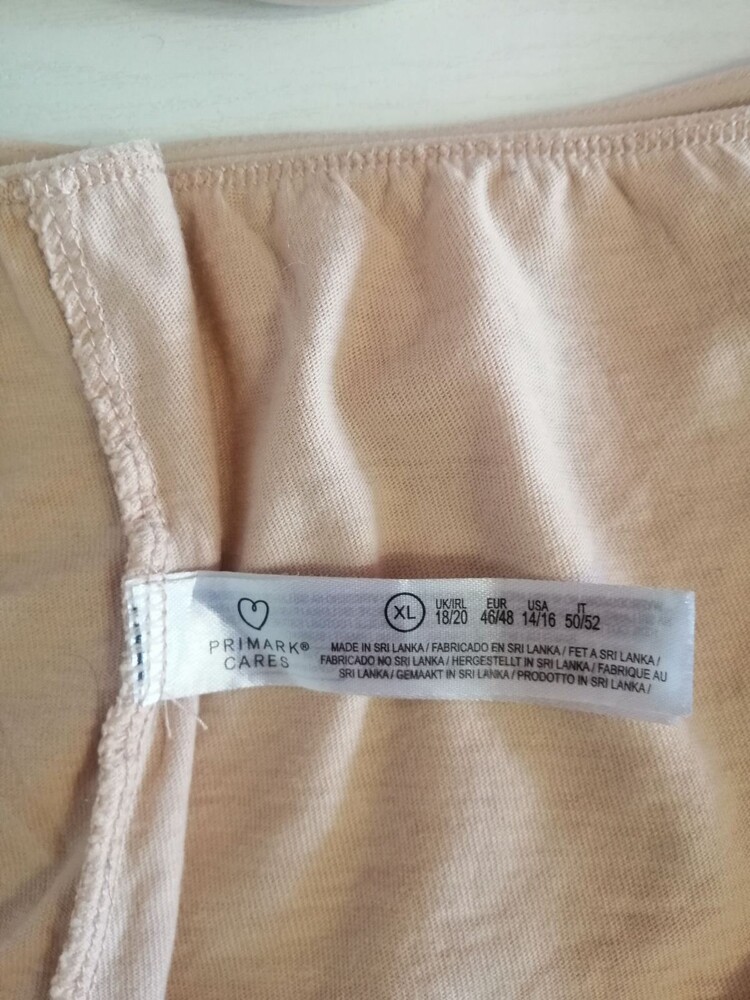 PRIMARK®
CARES
XL
UK/IRL EUR USA IT
18/20 46/48 14/16 50/52
MADE IN SRI LANKA / FABRICADO EN SRI LANKA / FET A SRI LANKA /
FABRICADO NO SRI LANKA / HERGESTELLT IN SRI LANKA / FABRIQUE AU
SRI LANKA / GEMAAKT IN SRI LANKA / PRODOTTO IN SRI LANKA /